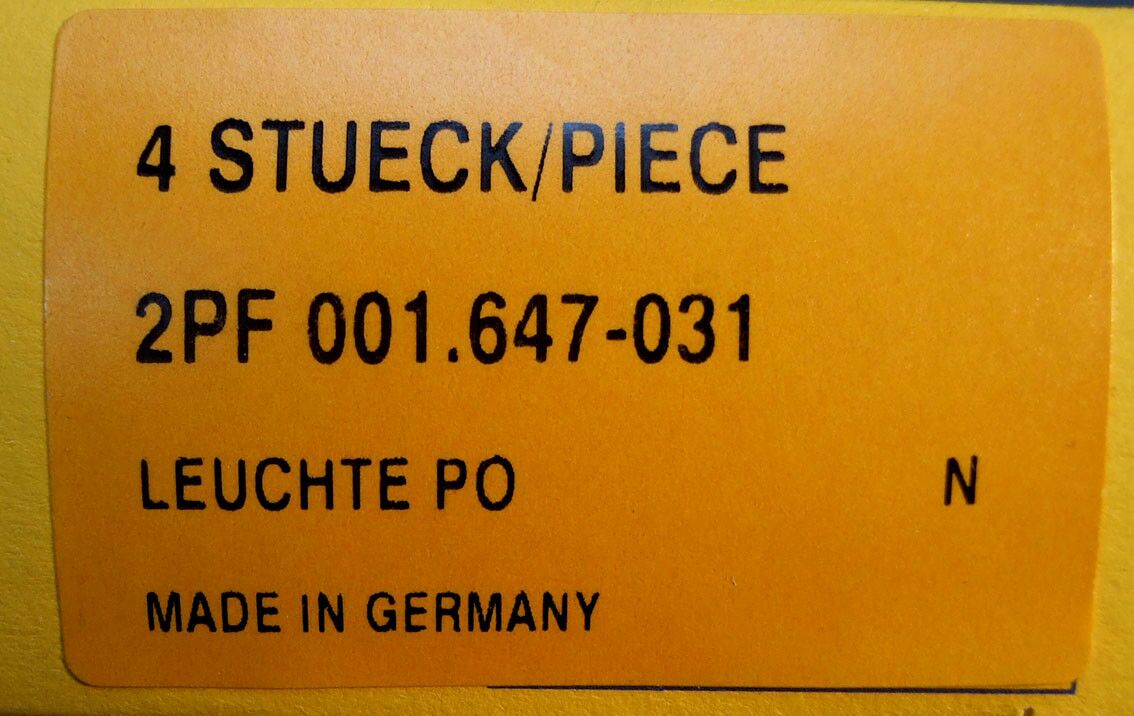 4 STUECK/PIECE
2PF 001.647-031
LEUCHTE PO N
MADE IN GERMANY